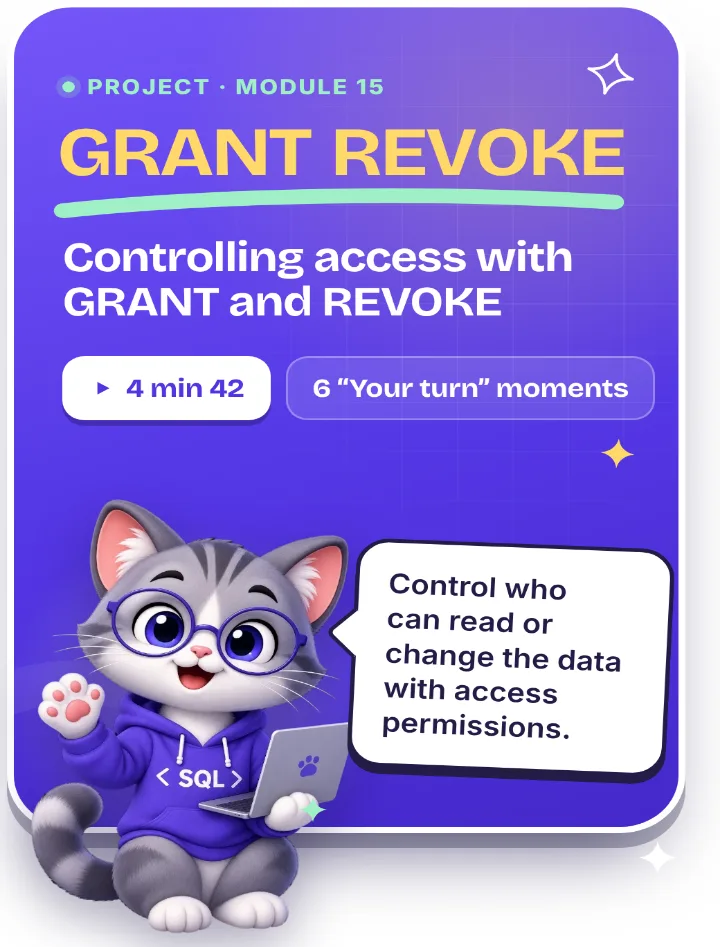 PROJECT · MODULE 15
GRANT REVOKE
Controlling access with
GRANT and REVOKE
4 min 42
6 “Your turn” moments
Control who
can read or
change the data
with access
permissions.
< SQL >